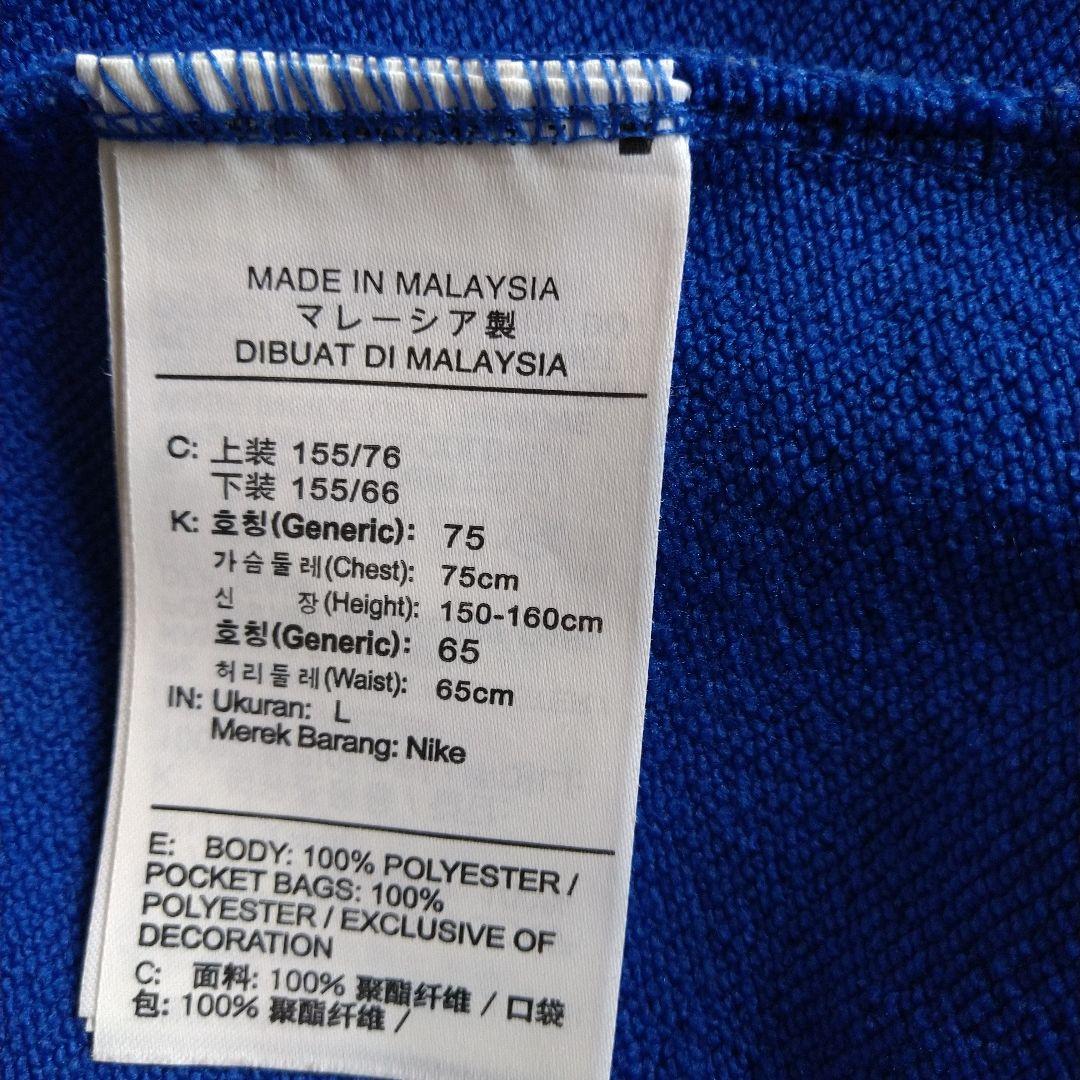 MADE IN MALAYSIA
マレーシア製
DIBUAT DI MALAYSIA
C: 上装 155/76
下装 155/66
K: 호칭(Generic): 75
가슴둘레(Chest): 75cm
신 장(Height): 150-160cm
호칭(Generic): 65
허리둘레(Waist): 65cm
IN: Ukuran: L
Merek Barang: Nike
E: BODY: 100% POLYESTER /
POCKET BAGS: 100%
POLYESTER / EXCLUSIVE OF
DECORATION
C: 面料: 100% 聚酯纤维 / 口袋
包: 100% 聚酯纤维 /